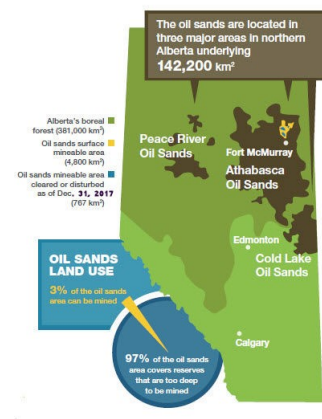 The oil sands are located in
three major areas in northern
Alberta underlying
142,200 km²
Alberta's boreal
forest (381,000 km²)
Oil sands surface
mineable area
(4,800 km²)
Oil sands mineable area
cleared or disturbed
as of Dec. 31, 2017
(767 km²)
Peace River
Oil Sands
Fort McMurray
Athabasca
Oil Sands
Edmonton
Cold Lake
Oil Sands
Calgary
OIL SANDS
LAND USE
3% of the oil sands
area can be mined
97% of the oil sands
area covers reserves
that are too deep
to be mined